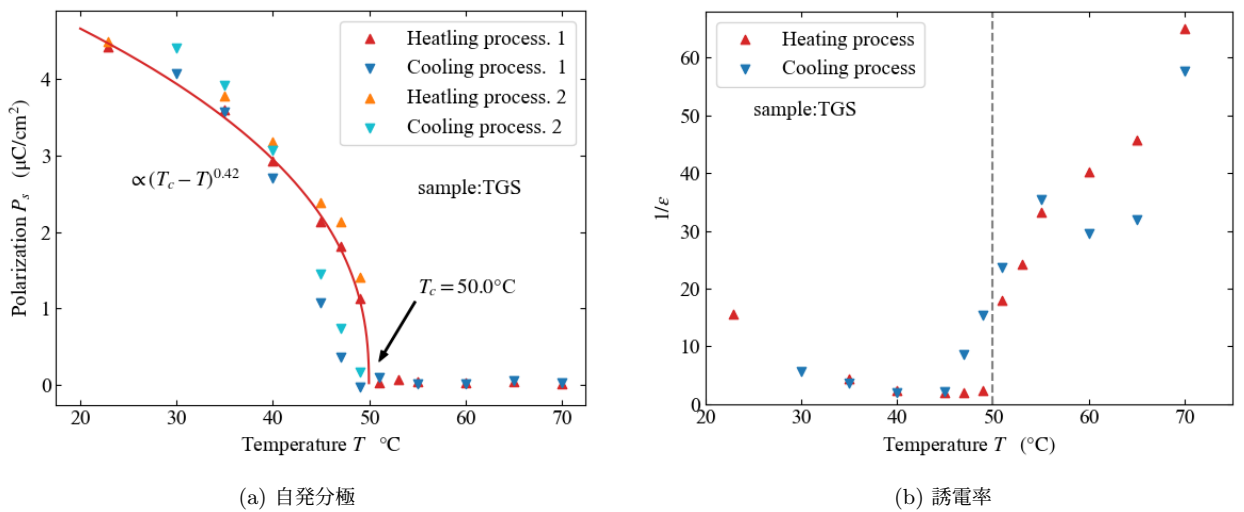 Heatling process. 1
Cooling process. 1
Heatling process. 2
Cooling process. 2
∝(T_c − T)^0.42
sample:TGS
T_c = 50.0°C
Polarization P_s (μC/cm²)
4
3
2
1
0
20 30 40 50 60 70
Temperature T °C
(a) 自発分極
Heating process
Cooling process
sample:TGS
1/ε
60
50
40
30
20
10
0
20 30 40 50 60 70
Temperature T (°C)
(b) 誘電率